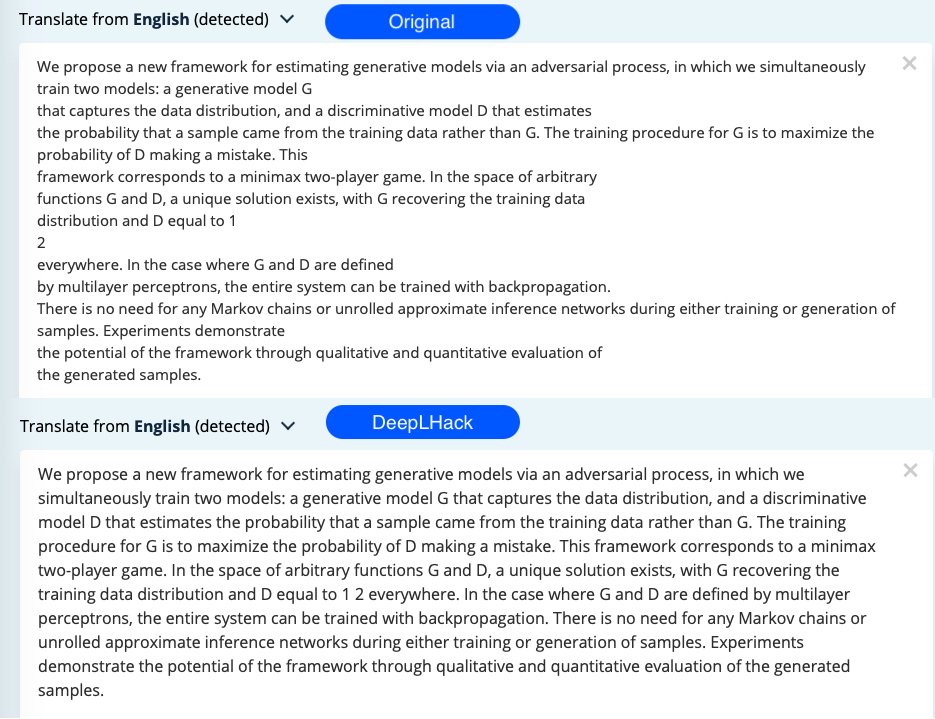 Translate from English (detected)
Original
We propose a new framework for estimating generative models via an adversarial process, in which we simultaneously
train two models: a generative model G
that captures the data distribution, and a discriminative model D that estimates
the probability that a sample came from the training data rather than G. The training procedure for G is to maximize the
probability of D making a mistake. This
framework corresponds to a minimax two-player game. In the space of arbitrary
functions G and D, a unique solution exists, with G recovering the training data
distribution and D equal to 1
2
everywhere. In the case where G and D are defined
by multilayer perceptrons, the entire system can be trained with backpropagation.
There is no need for any Markov chains or unrolled approximate inference networks during either training or generation of
samples. Experiments demonstrate
the potential of the framework through qualitative and quantitative evaluation of
the generated samples.
Translate from English (detected)
DeepLHack
We propose a new framework for estimating generative models via an adversarial process, in which we
simultaneously train two models: a generative model G that captures the data distribution, and a discriminative
model D that estimates the probability that a sample came from the training data rather than G. The training
procedure for G is to maximize the probability of D making a mistake. This framework corresponds to a minimax
two-player game. In the space of arbitrary functions G and D, a unique solution exists, with G recovering the
training data distribution and D equal to 1 2 everywhere. In the case where G and D are defined by multilayer
perceptrons, the entire system can be trained with backpropagation. There is no need for any Markov chains or
unrolled approximate inference networks during either training or generation of samples. Experiments
demonstrate the potential of the framework through qualitative and quantitative evaluation of the generated
samples.